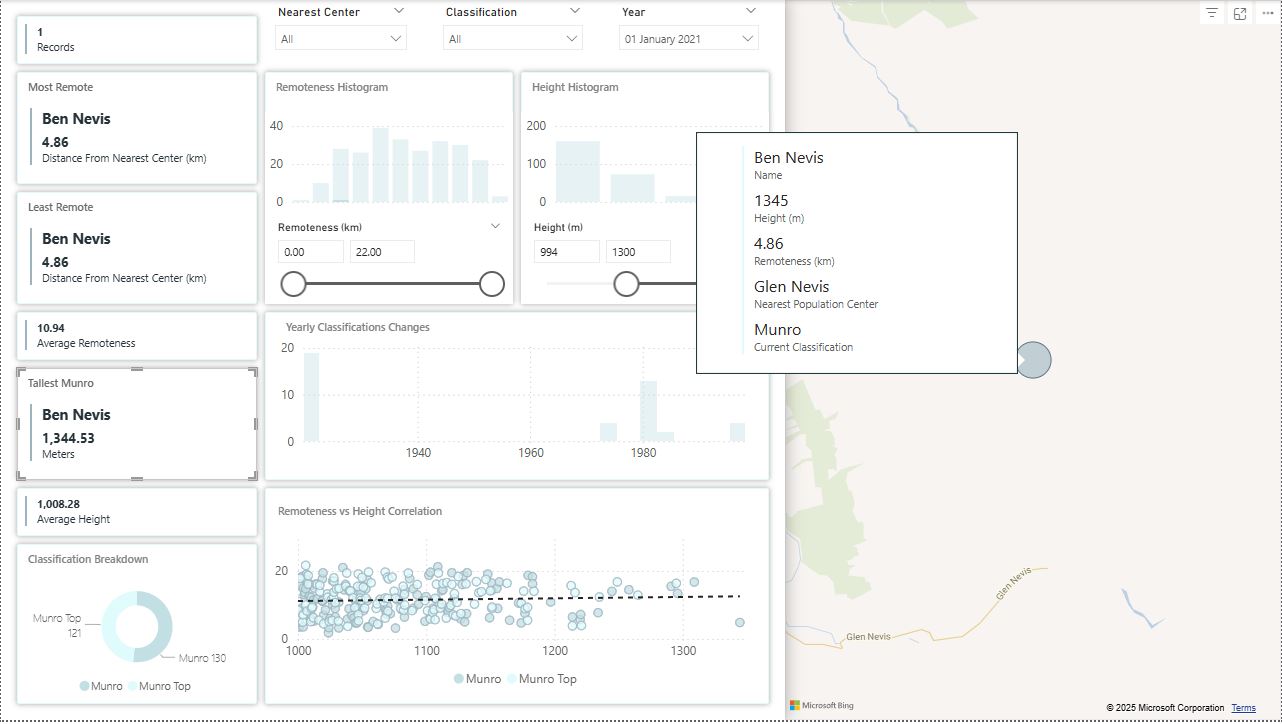 1
Records
Nearest Center
All
Classification
All
Year
01 January 2021
Most Remote
Ben Nevis
4.86
Distance From Nearest Center (km)
Least Remote
Ben Nevis
4.86
Distance From Nearest Center (km)
10.94
Average Remoteness
Tallest Munro
Ben Nevis
1,344.53
Meters
1,008.28
Average Height
Classification Breakdown
Munro Top
121
Munro 130
Munro
Munro Top
Remoteness Histogram
40
20
0
Remoteness (km)
0.00
22.00
Height Histogram
200
100
0
Height (m)
994
1300
Yearly Classifications Changes
20
10
0
1940
1960
1980
Remoteness vs Height Correlation
20
10
0
1000
1100
1200
1300
Munro
Munro Top
Ben Nevis
Name
1345
Height (m)
4.86
Remoteness (km)
Glen Nevis
Nearest Population Center
Munro
Current Classification
Glen Nevis
Glen Nevis
Microsoft Bing
© 2025 Microsoft Corporation Terms